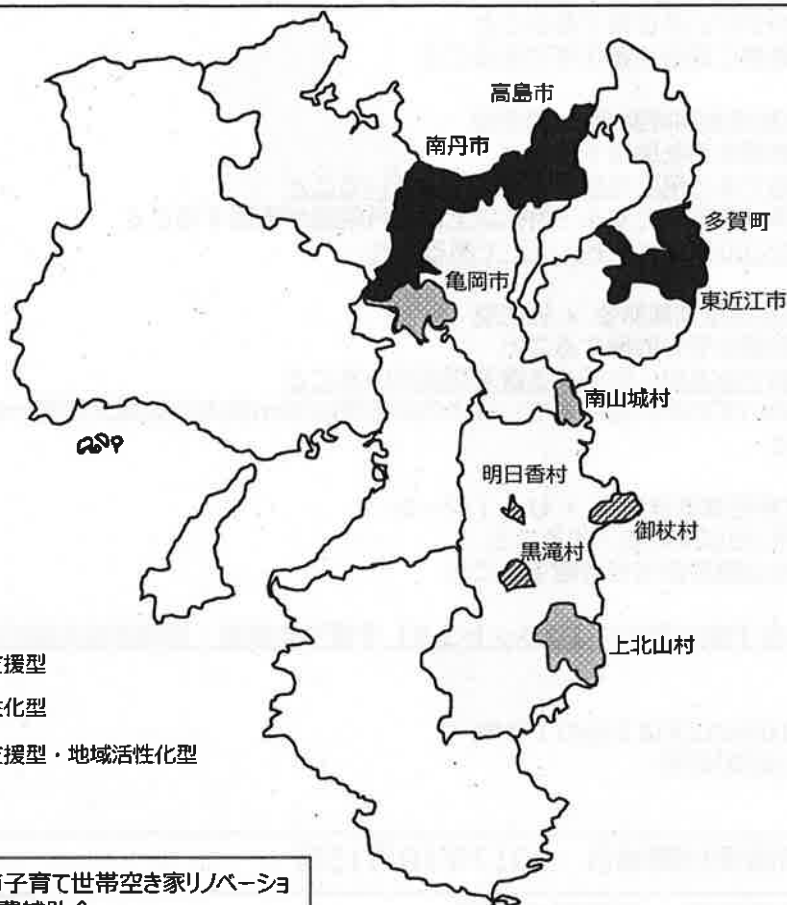 高島市
南丹市
多賀町
亀岡市
東近江市
南山城村
明日香村
御杖村
黒滝村
上北山村
援型
化型
援型・地域活性化型
子育て世帯空き家リノベーショ